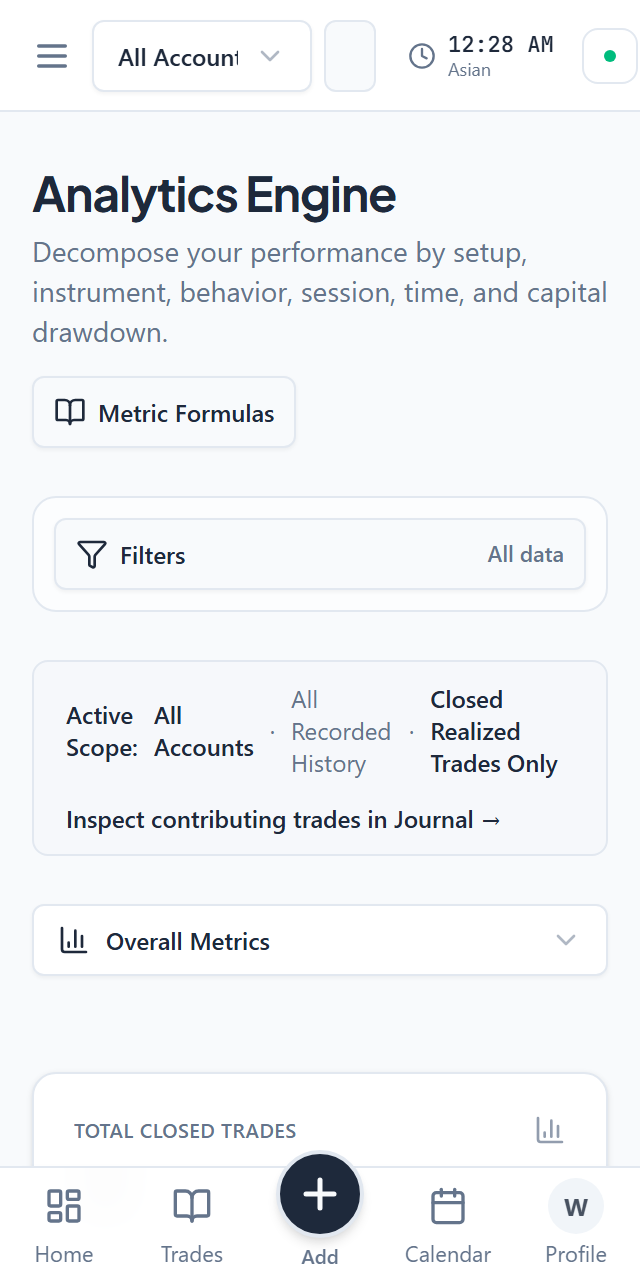 All Account
12:28 AM
Asian
Analytics Engine
Decompose your performance by setup,
instrument, behavior, session, time, and capital
drawdown.
Metric Formulas
Filters
All data
Active
Scope:
All
Accounts
·
All
Recorded
History
·
Closed
Realized
Trades Only
Inspect contributing trades in Journal →
Overall Metrics
TOTAL CLOSED TRADES
Home
Trades
Add
Calendar
W
Profile